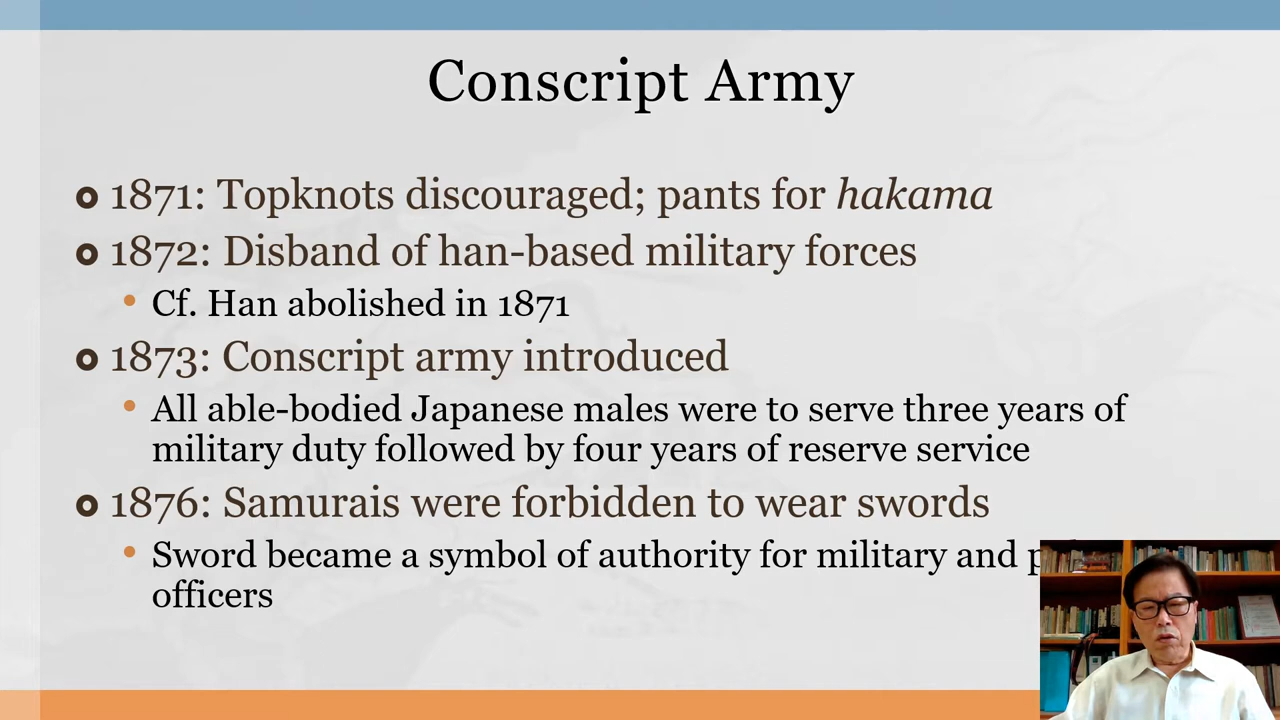 Conscript Army
1871: Topknots discouraged; pants for hakama
1872: Disband of han-based military forces
Cf. Han abolished in 1871
1873: Conscript army introduced
All able-bodied Japanese males were to serve three years of
military duty followed by four years of reserve service
1876: Samurais were forbidden to wear swords
Sword became a symbol of authority for military and
officers